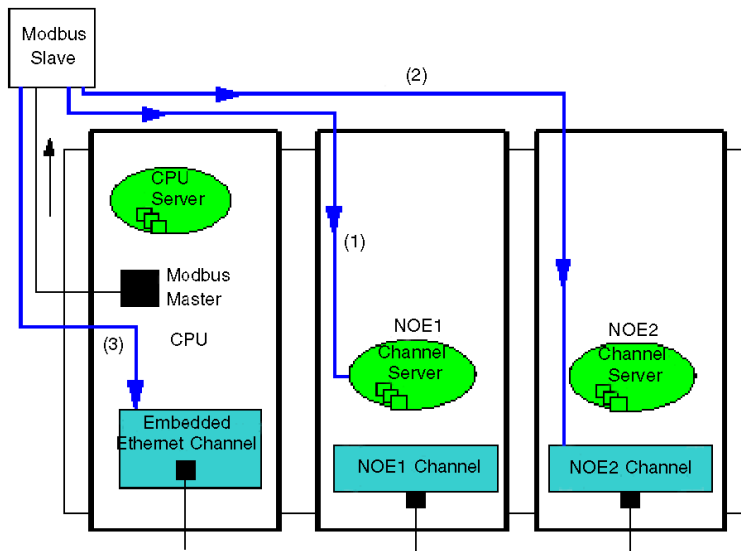 Modbus
Slave
(2)
CPU
Server
(1)
Modbus
Master
(3)
CPU
NOE1
Channel
Server
NOE2
Channel
Server
Embedded
Ethernet Channel
NOE1 Channel
NOE2 Channel